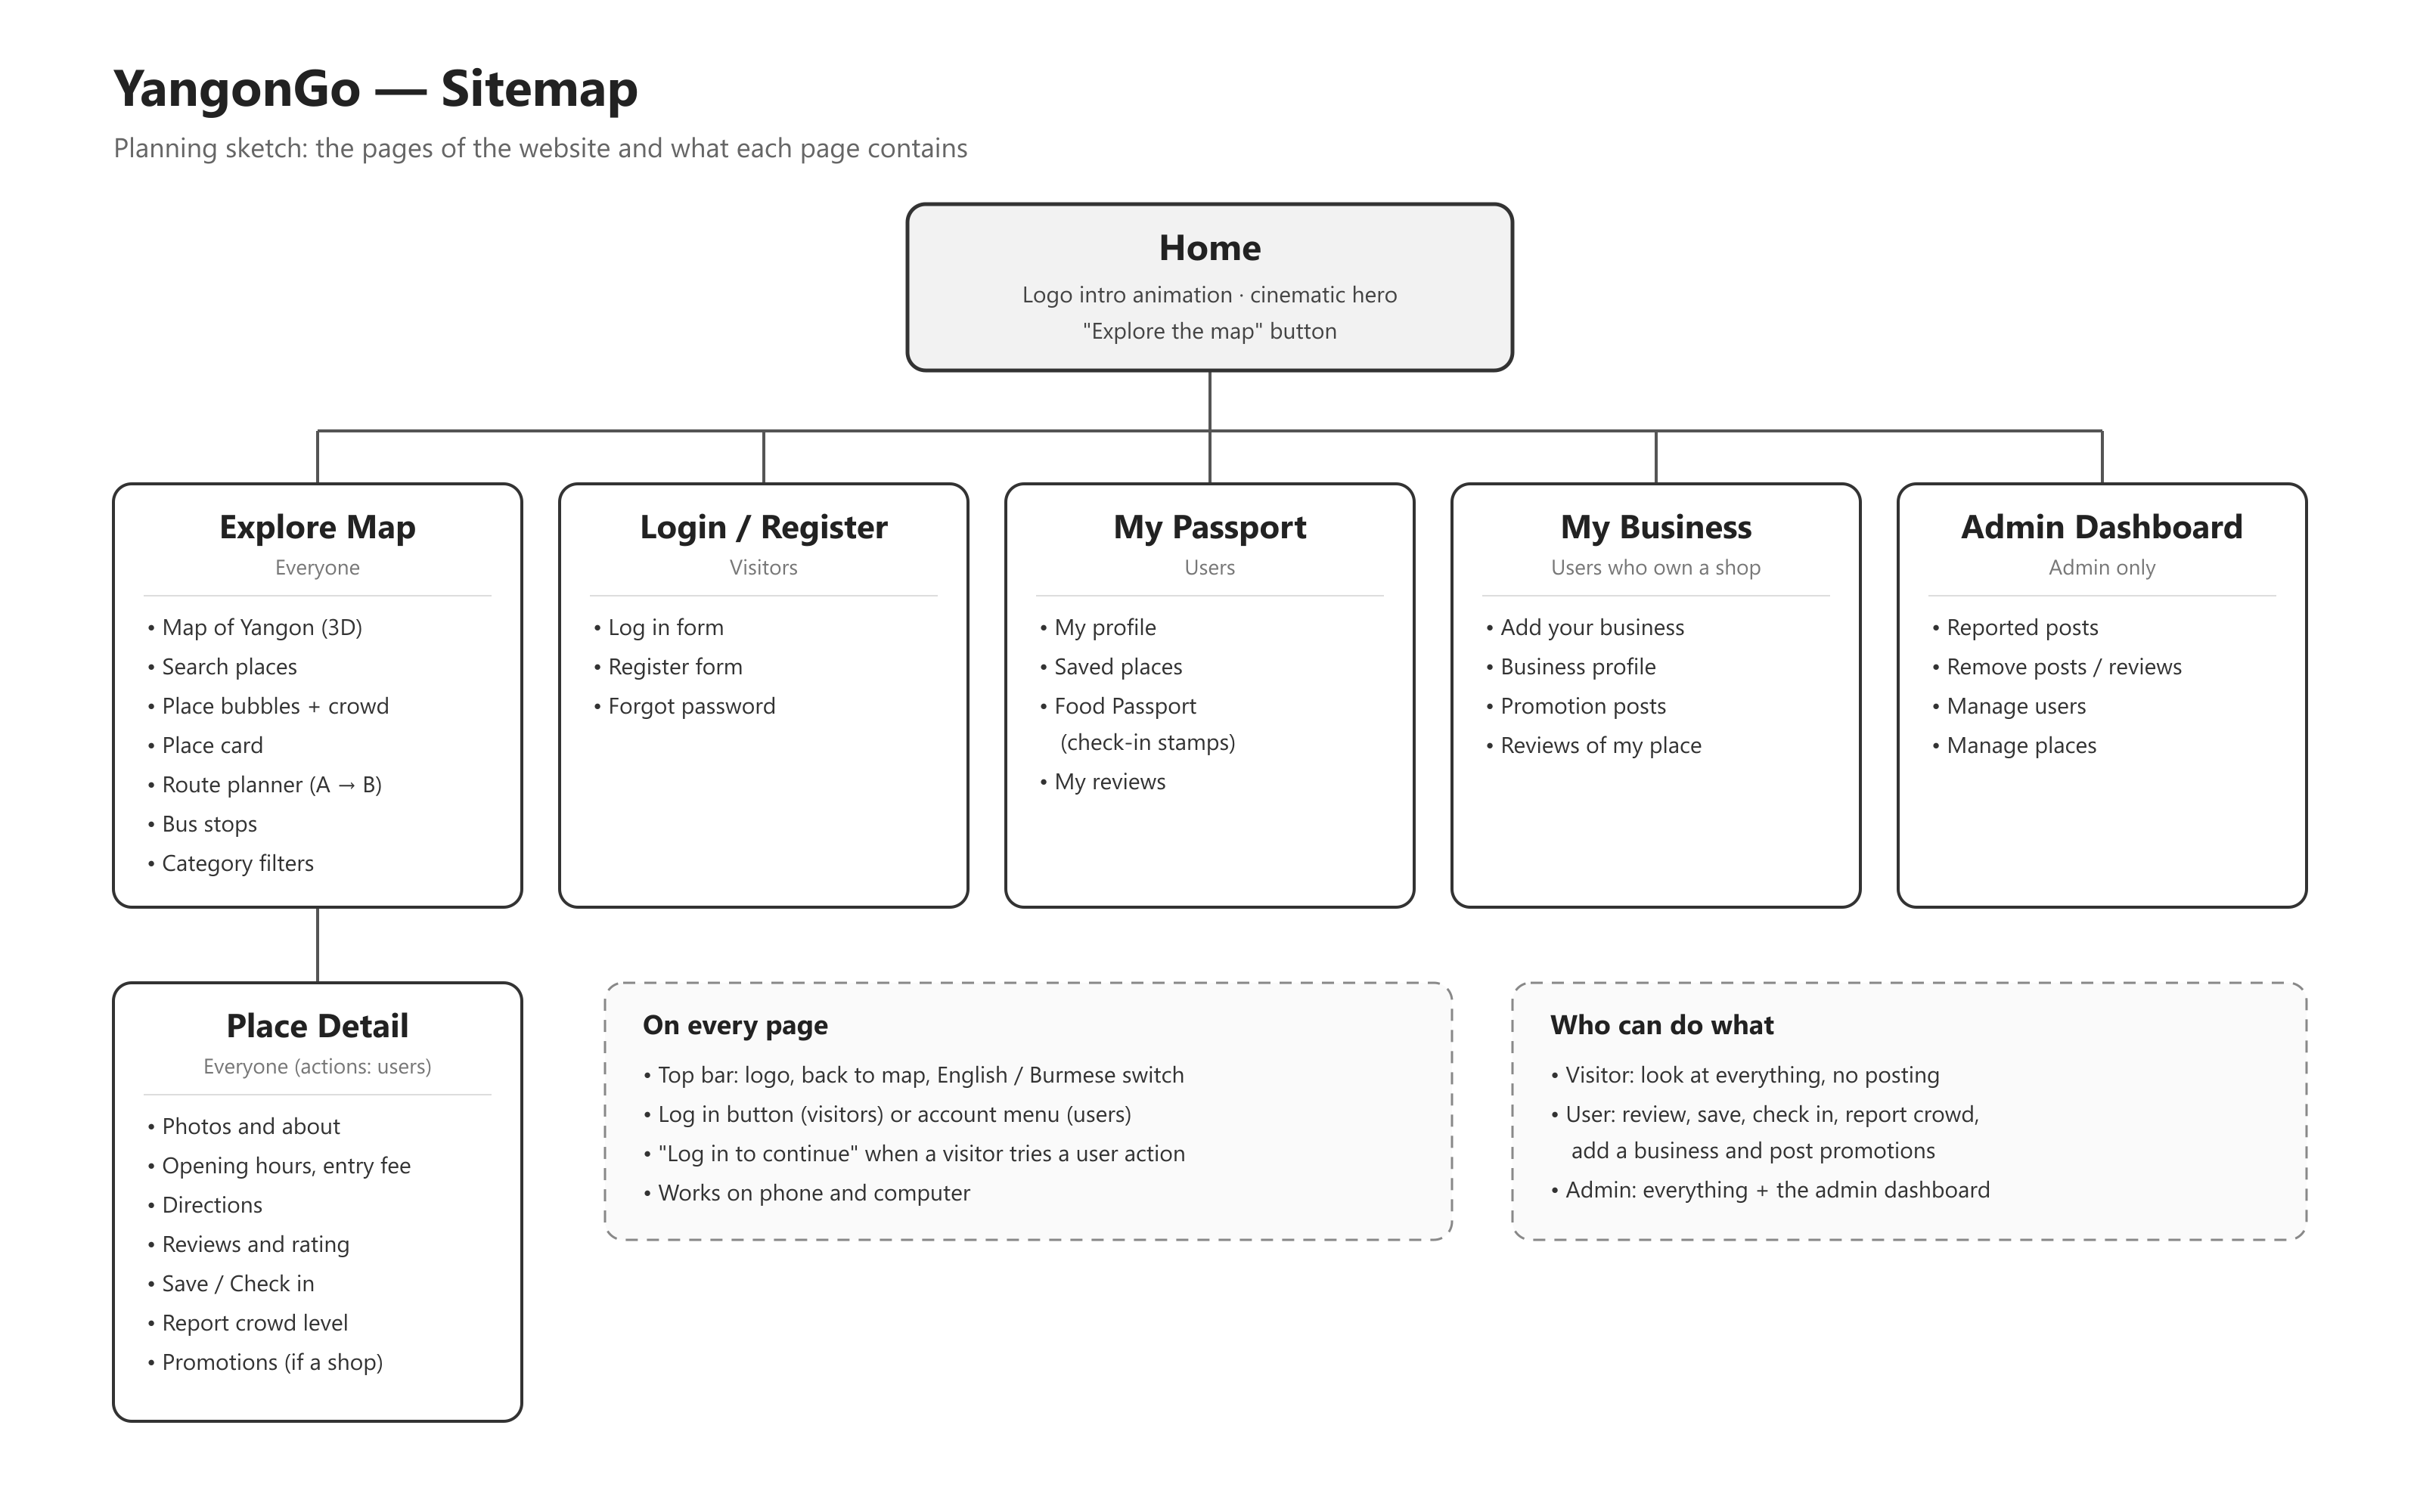 YangonGo — Sitemap
Planning sketch: the pages of the website and what each page contains
Home
Logo intro animation · cinematic hero
"Explore the map" button
Explore Map
Everyone
• Map of Yangon (3D)
• Search places
• Place bubbles + crowd
• Place card
• Route planner (A → B)
• Bus stops
• Category filters
Login / Register
Visitors
• Log in form
• Register form
• Forgot password
My Passport
Users
• My profile
• Saved places
• Food Passport
(check-in stamps)
• My reviews
My Business
Users who own a shop
• Add your business
• Business profile
• Promotion posts
• Reviews of my place
Admin Dashboard
Admin only
• Reported posts
• Remove posts / reviews
• Manage users
• Manage places
Place Detail
Everyone (actions: users)
• Photos and about
• Opening hours, entry fee
• Directions
• Reviews and rating
• Save / Check in
• Report crowd level
• Promotions (if a shop)
On every page
• Top bar: logo, back to map, English / Burmese switch
• Log in button (visitors) or account menu (users)
• "Log in to continue" when a visitor tries a user action
• Works on phone and computer
Who can do what
• Visitor: look at everything, no posting
• User: review, save, check in, report crowd,
add a business and post promotions
• Admin: everything + the admin dashboard